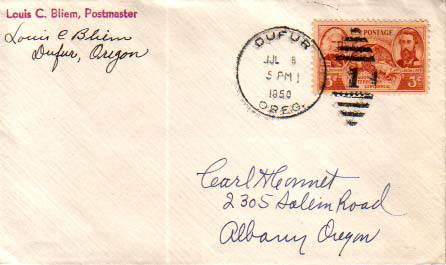 Louis C. Bliem, Postmaster
Louis C Bliem
Dufur, Oregon
DUFUR
JUL 8
5 PM
1950
OREG.
1
POSTAGE
3¢
Carl H
2305 Salem Road
Albany Oregon